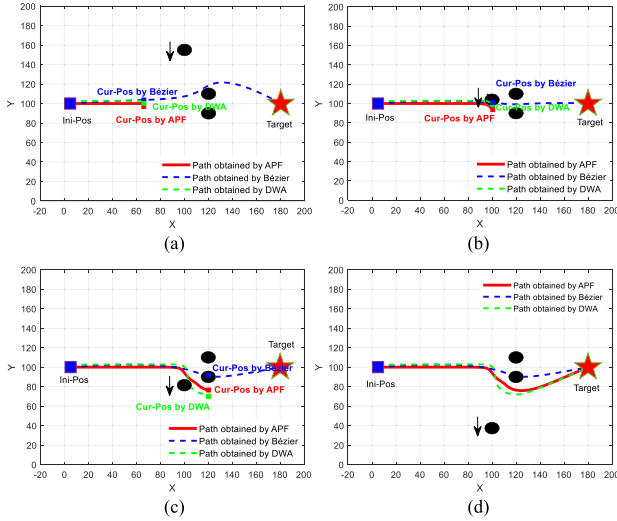 200
180
160
140
120
100
80
60
40
20
0
Y
Cur-Pos by Bézier
Cur-Pos by DWA
Cur-Pos by APF
Ini-Pos
Target
Path obtained by APF
Path obtained by Bézier
Path obtained by DWA
-20 0 20 40 60 80 100 120 140 160 180 200
X
(a)
200
180
160
140
120
100
80
60
40
20
0
Y
Cur-Pos by Bézier
Cur-Pos by DWA
Cur-Pos by APF
Ini-Pos
Target
Path obtained by APF
Path obtained by Bézier
Path obtained by DWA
-20 0 20 40 60 80 100 120 140 160 180 200
X
(b)
200
180
160
140
120
100
80
60
40
20
0
Y
Target
Cur-Pos by Bézier
Ini-Pos
Cur-Pos by APF
Cur-Pos by DWA
Path obtained by APF
Path obtained by Bézier
Path obtained by DWA
-20 0 20 40 60 80 100 120 140 160 180 200
X
(c)
200
180
160
140
120
100
80
60
40
20
0
Y
Path obtained by APF
Path obtained by Bézier
Path obtained by DWA
Ini-Pos
Target
-20 0 20 40 60 80 100 120 140 160 180 200
X
(d)